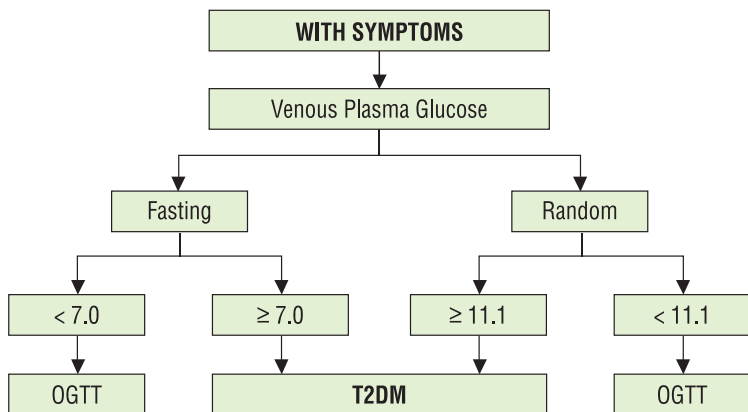 WITH SYMPTOMS
Venous Plasma Glucose
Fasting
Random
< 7.0
≥ 7.0
≥ 11.1
< 11.1
OGTT
T2DM
OGTT